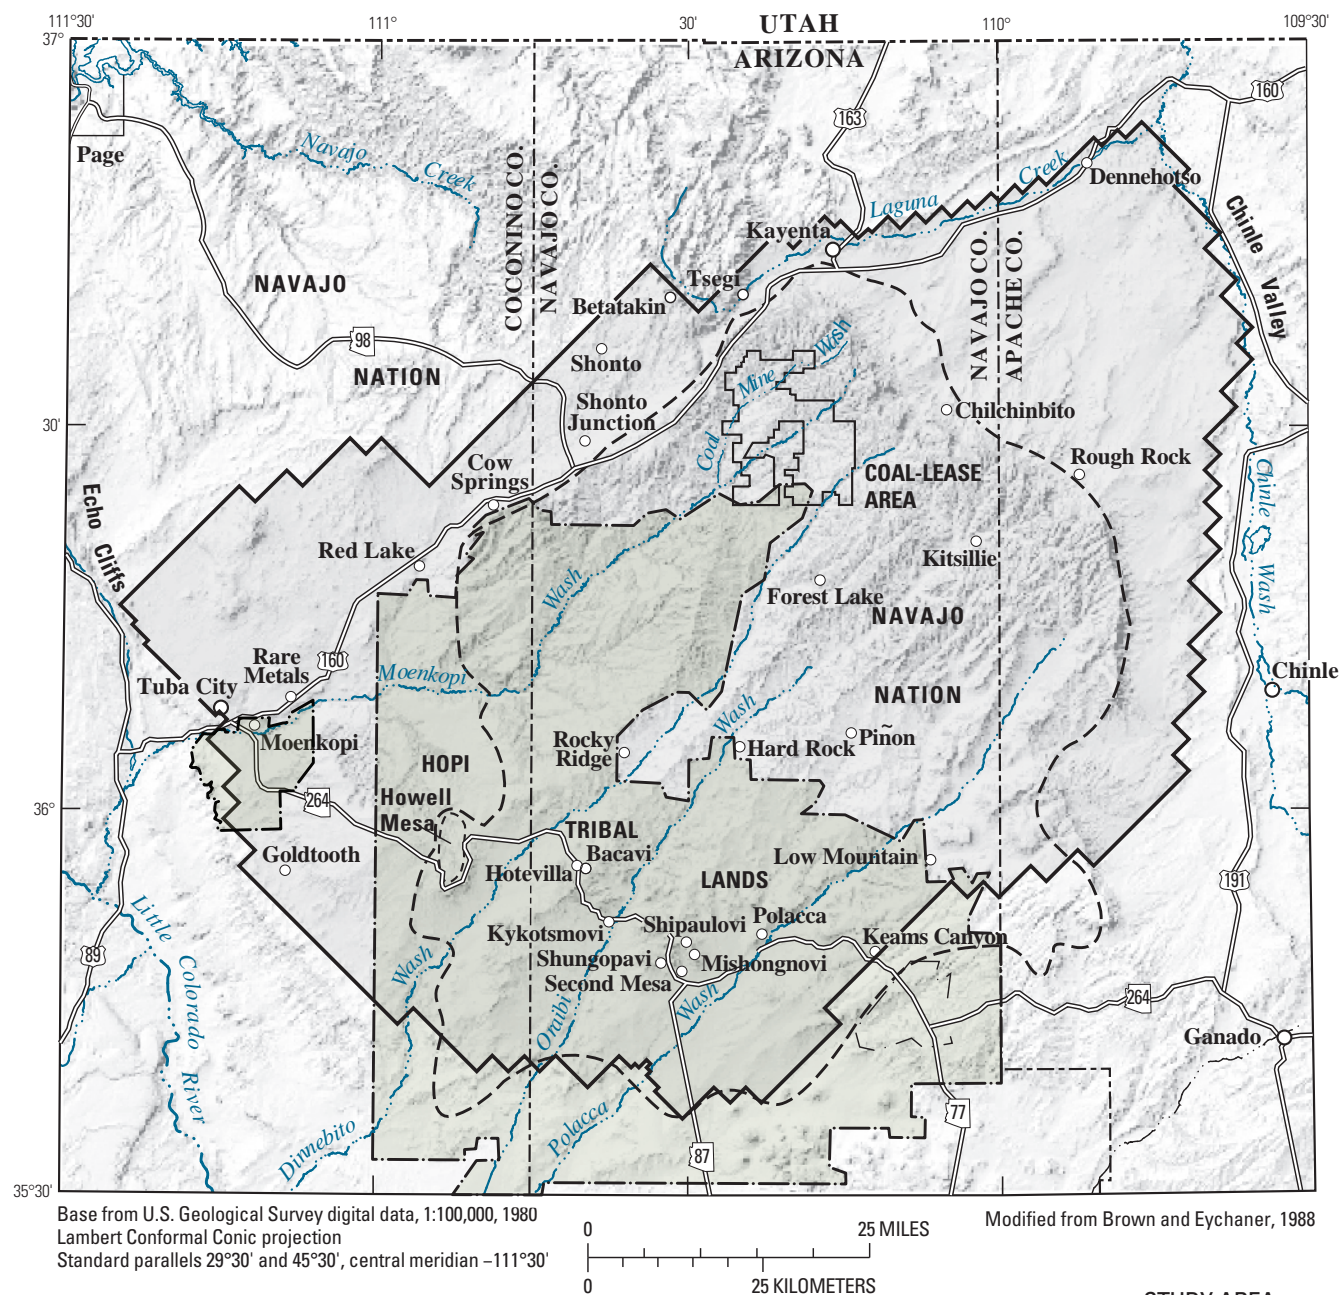 111°30'
111°
30'
UTAH
110°
109°30'
37°
ARIZONA
160
163
Page
Navajo
Creek
COCONINO CO.
NAVAJO CO.
Creek
Dennehotso
Laguna
Kayenta
Chinle Valley
NAVAJO CO.
APACHE CO.
NAVAJO
Tsegi
Betatakin
98
Shonto
Wash
Mine
NATION
Shonto
Junction
Chilchinbito
30'
Coal
Cow
Springs
Rough Rock
COAL-LEASE
AREA
Echo Cliffs
Chinle Wash
Red Lake
Kitsillie
Wash
Forest Lake
NAVAJO
Rare
Metals
160
Moenkopi
Chinle
Tuba City
NATION
Wash
Moenkopi
Rocky
Ridge
Hard Rock
Piñon
HOPI
264
Howell
Mesa
36°
TRIBAL
Goldtooth
Bacavi
Low Mountain
Hotevilla
LANDS
191
Little Colorado River
Shipaulovi
Polacca
Kykotsmovi
Keams Canyon
89
Wash
Shungopavi
Mishongnovi
Second Mesa
Wash
264
Oraibi
Ganado
77
Polacca
Dinnebito
87
35°30'
Base from U.S. Geological Survey digital data, 1:100,000, 1980
Lambert Conformal Conic projection
Standard parallels 29°30' and 45°30', central meridian –111°30'
0
25 MILES
0
25 KILOMETERS
Modified from Brown and Eychaner, 1988